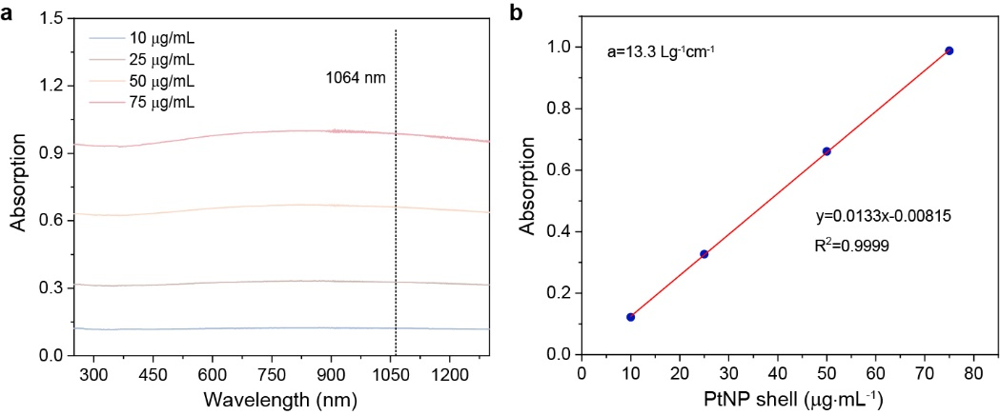 a
1.5
1.2
0.9
0.6
0.3
0.0
Absorption
10 μg/mL
25 μg/mL
50 μg/mL
75 μg/mL
1064 nm
300 450 600 750 900 1050 1200
Wavelength (nm)
b
1.0
0.8
0.6
0.4
0.2
0.0
Absorption
a=13.3 Lg⁻¹cm⁻¹
y=0.0133x-0.00815
R²=0.9999
0 10 20 30 40 50 60 70 80
PtNP shell (μg·mL⁻¹)